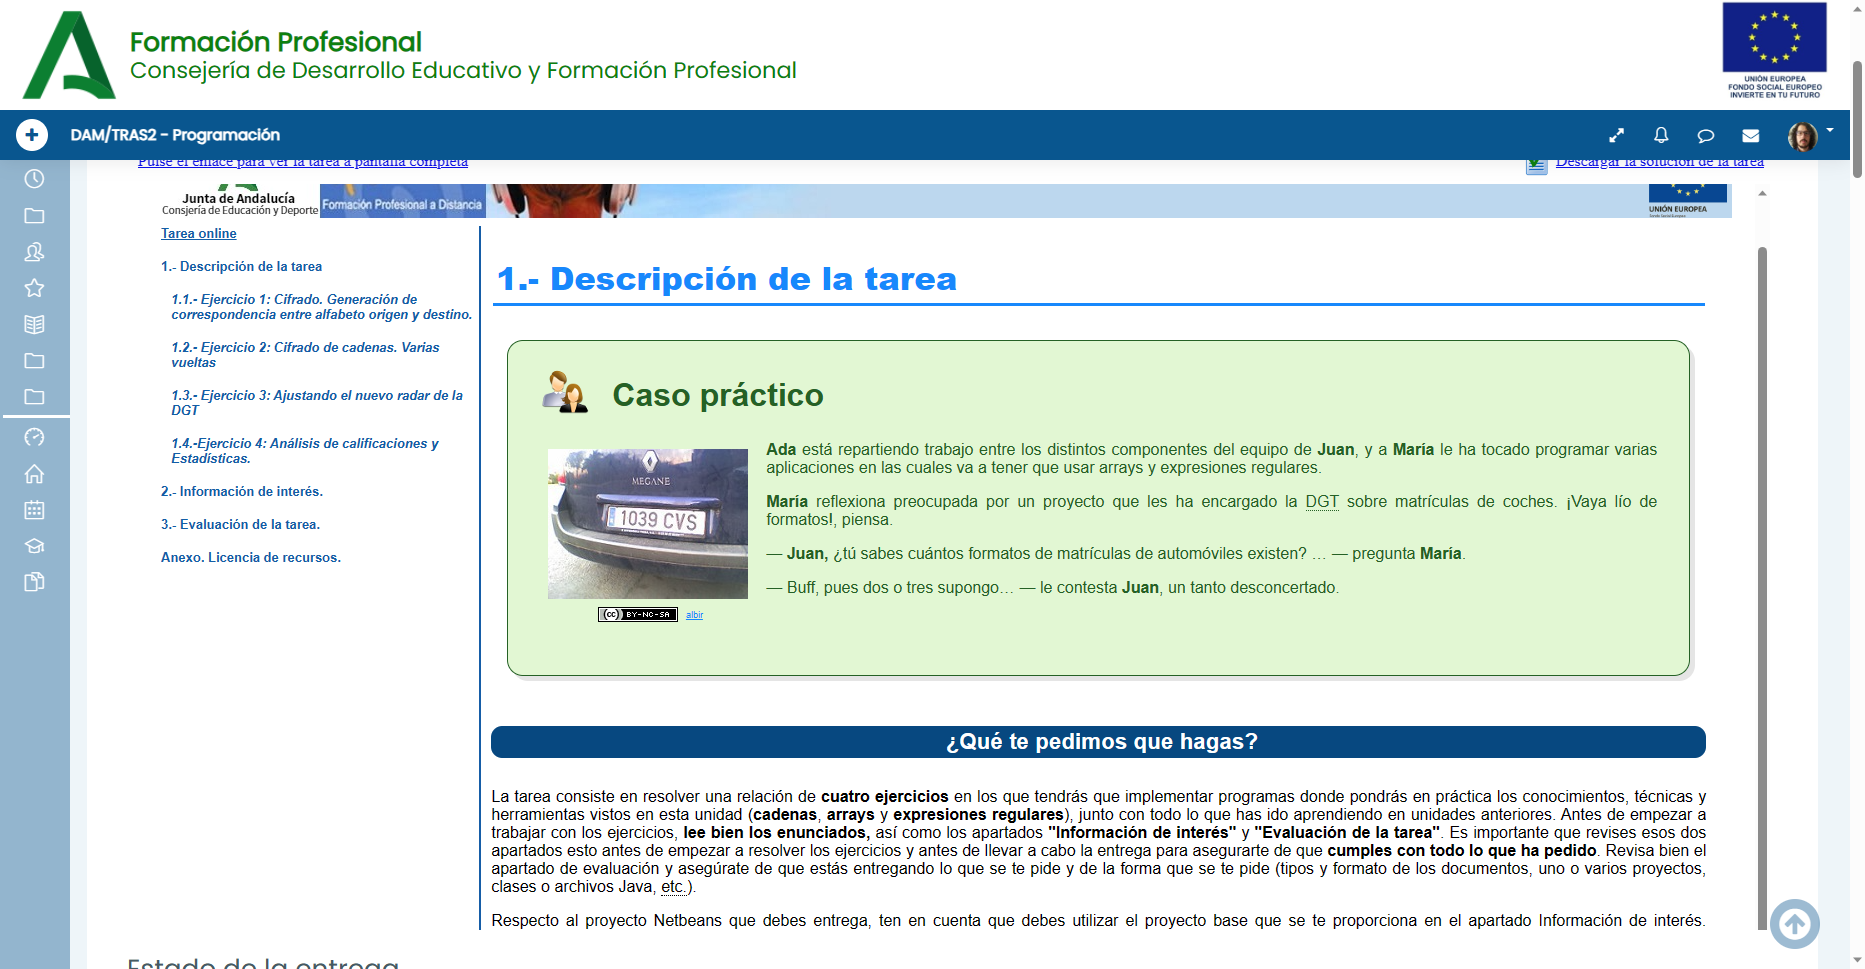 Formación Profesional
Consejería de Desarrollo Educativo y Formación Profesional
UNIÓN EUROPEA
FONDO SOCIAL EUROPEO
INVIERTE EN TU FUTURO
DAM/TRAS2 - Programación
Pulse el enlace para ver la tarea a pantalla completa
Descargar la solución de la tarea
Junta de Andalucía
Consejería de Educación y Deporte
Formación Profesional a Distancia
UNIÓN EUROPEA
Tarea online
1.- Descripción de la tarea
1.1.- Ejercicio 1: Cifrado. Generación de
correspondencia entre alfabeto origen y destino.
1.2.- Ejercicio 2: Cifrado de cadenas. Varias
vueltas
1.3.- Ejercicio 3: Ajustando el nuevo radar de la
DGT
1.4.-Ejercicio 4: Análisis de calificaciones y
Estadísticas.
2.- Información de interés.
3.- Evaluación de la tarea.
Anexo. Licencia de recursos.
1.- Descripción de la tarea
Caso práctico
MEGANE
1039 CVS
CC BY-NC-SA albir
Ada está repartiendo trabajo entre los distintos componentes del equipo de Juan, y a María le ha tocado programar varias
aplicaciones en las cuales va a tener que usar arrays y expresiones regulares.
María reflexiona preocupada por un proyecto que les ha encargado la DGT sobre matrículas de coches. ¡Vaya lío de
formatos!, piensa.
— Juan, ¿tú sabes cuántos formatos de matrículas de automóviles existen? … — pregunta María.
— Buff, pues dos o tres supongo… — le contesta Juan, un tanto desconcertado.
¿Qué te pedimos que hagas?
La tarea consiste en resolver una relación de cuatro ejercicios en los que tendrás que implementar programas donde pondrás en práctica los conocimientos, técnicas y
herramientas vistos en esta unidad (cadenas, arrays y expresiones regulares), junto con todo lo que has ido aprendiendo en unidades anteriores. Antes de empezar a
trabajar con los ejercicios, lee bien los enunciados, así como los apartados "Información de interés" y "Evaluación de la tarea". Es importante que revises esos dos
apartados esto antes de empezar a resolver los ejercicios y antes de llevar a cabo la entrega para asegurarte de que cumples con todo lo que ha pedido. Revisa bien el
apartado de evaluación y asegúrate de que estás entregando lo que se te pide y de la forma que se te pide (tipos y formato de los documentos, uno o varios proyectos,
clases o archivos Java, etc.).
Respecto al proyecto Netbeans que debes entrega, ten en cuenta que debes utilizar el proyecto base que se te proporciona en el apartado Información de interés.
Estado de la entrega